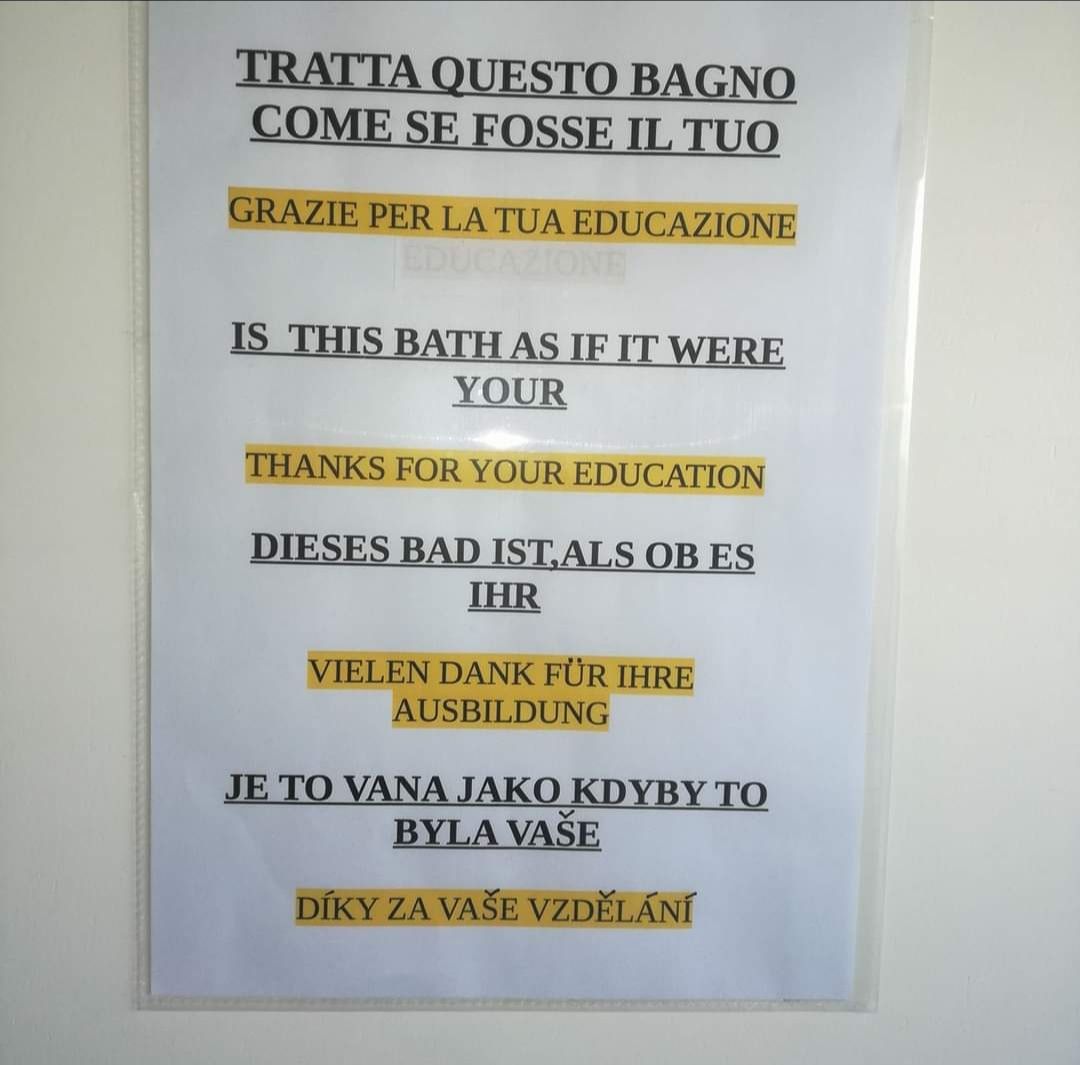 TRATTA QUESTO BAGNO
COME SE FOSSE IL TUO
GRAZIE PER LA TUA EDUCAZIONE
EDUCAZIONE
IS THIS BATH AS IF IT WERE
YOUR
THANKS FOR YOUR EDUCATION
DIESES BAD IST,ALS OB ES
IHR
VIELEN DANK FÜR IHRE
AUSBILDUNG
JE TO VANA JAKO KDYBY TO
BYLA VAŠE
DÍKY ZA VAŠE VZDĚLÁNÍ